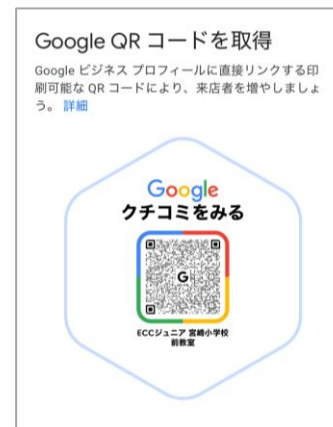 Google QR コードを取得
Google ビジネス プロフィールに直接リンクする印
刷可能な QR コードにより、来店者を増やしましょ
う。 詳細
Google
クチコミをみる
G
ECCジュニア 宮崎小学校
前教室